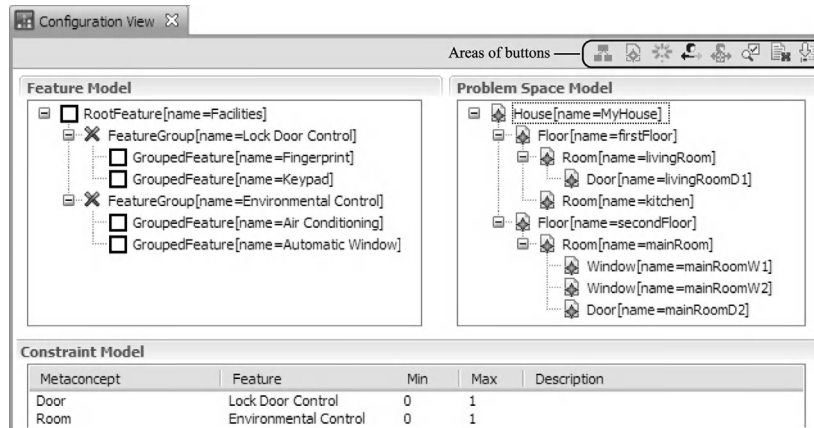 Configuration View
Areas of buttons
Feature Model
RootFeature[name=Facilities]
FeatureGroup[name=Lock Door Control]
GroupedFeature[name=Fingerprint]
GroupedFeature[name=Keypad]
FeatureGroup[name=Environmental Control]
GroupedFeature[name=Air Conditioning]
GroupedFeature[name=Automatic Window]
Problem Space Model
House[name=MyHouse]
Floor[name=firstFloor]
Room[name=livingRoom]
Door[name=livingRoomD1]
Room[name=kitchen]
Floor[name=secondFloor]
Room[name=mainRoom]
Window[name=mainRoomW1]
Window[name=mainRoomW2]
Door[name=mainRoomD2]
Constraint Model
Metaconcept Feature Min Max Description
Door Lock Door Control 0 1
Room Environmental Control 0 1